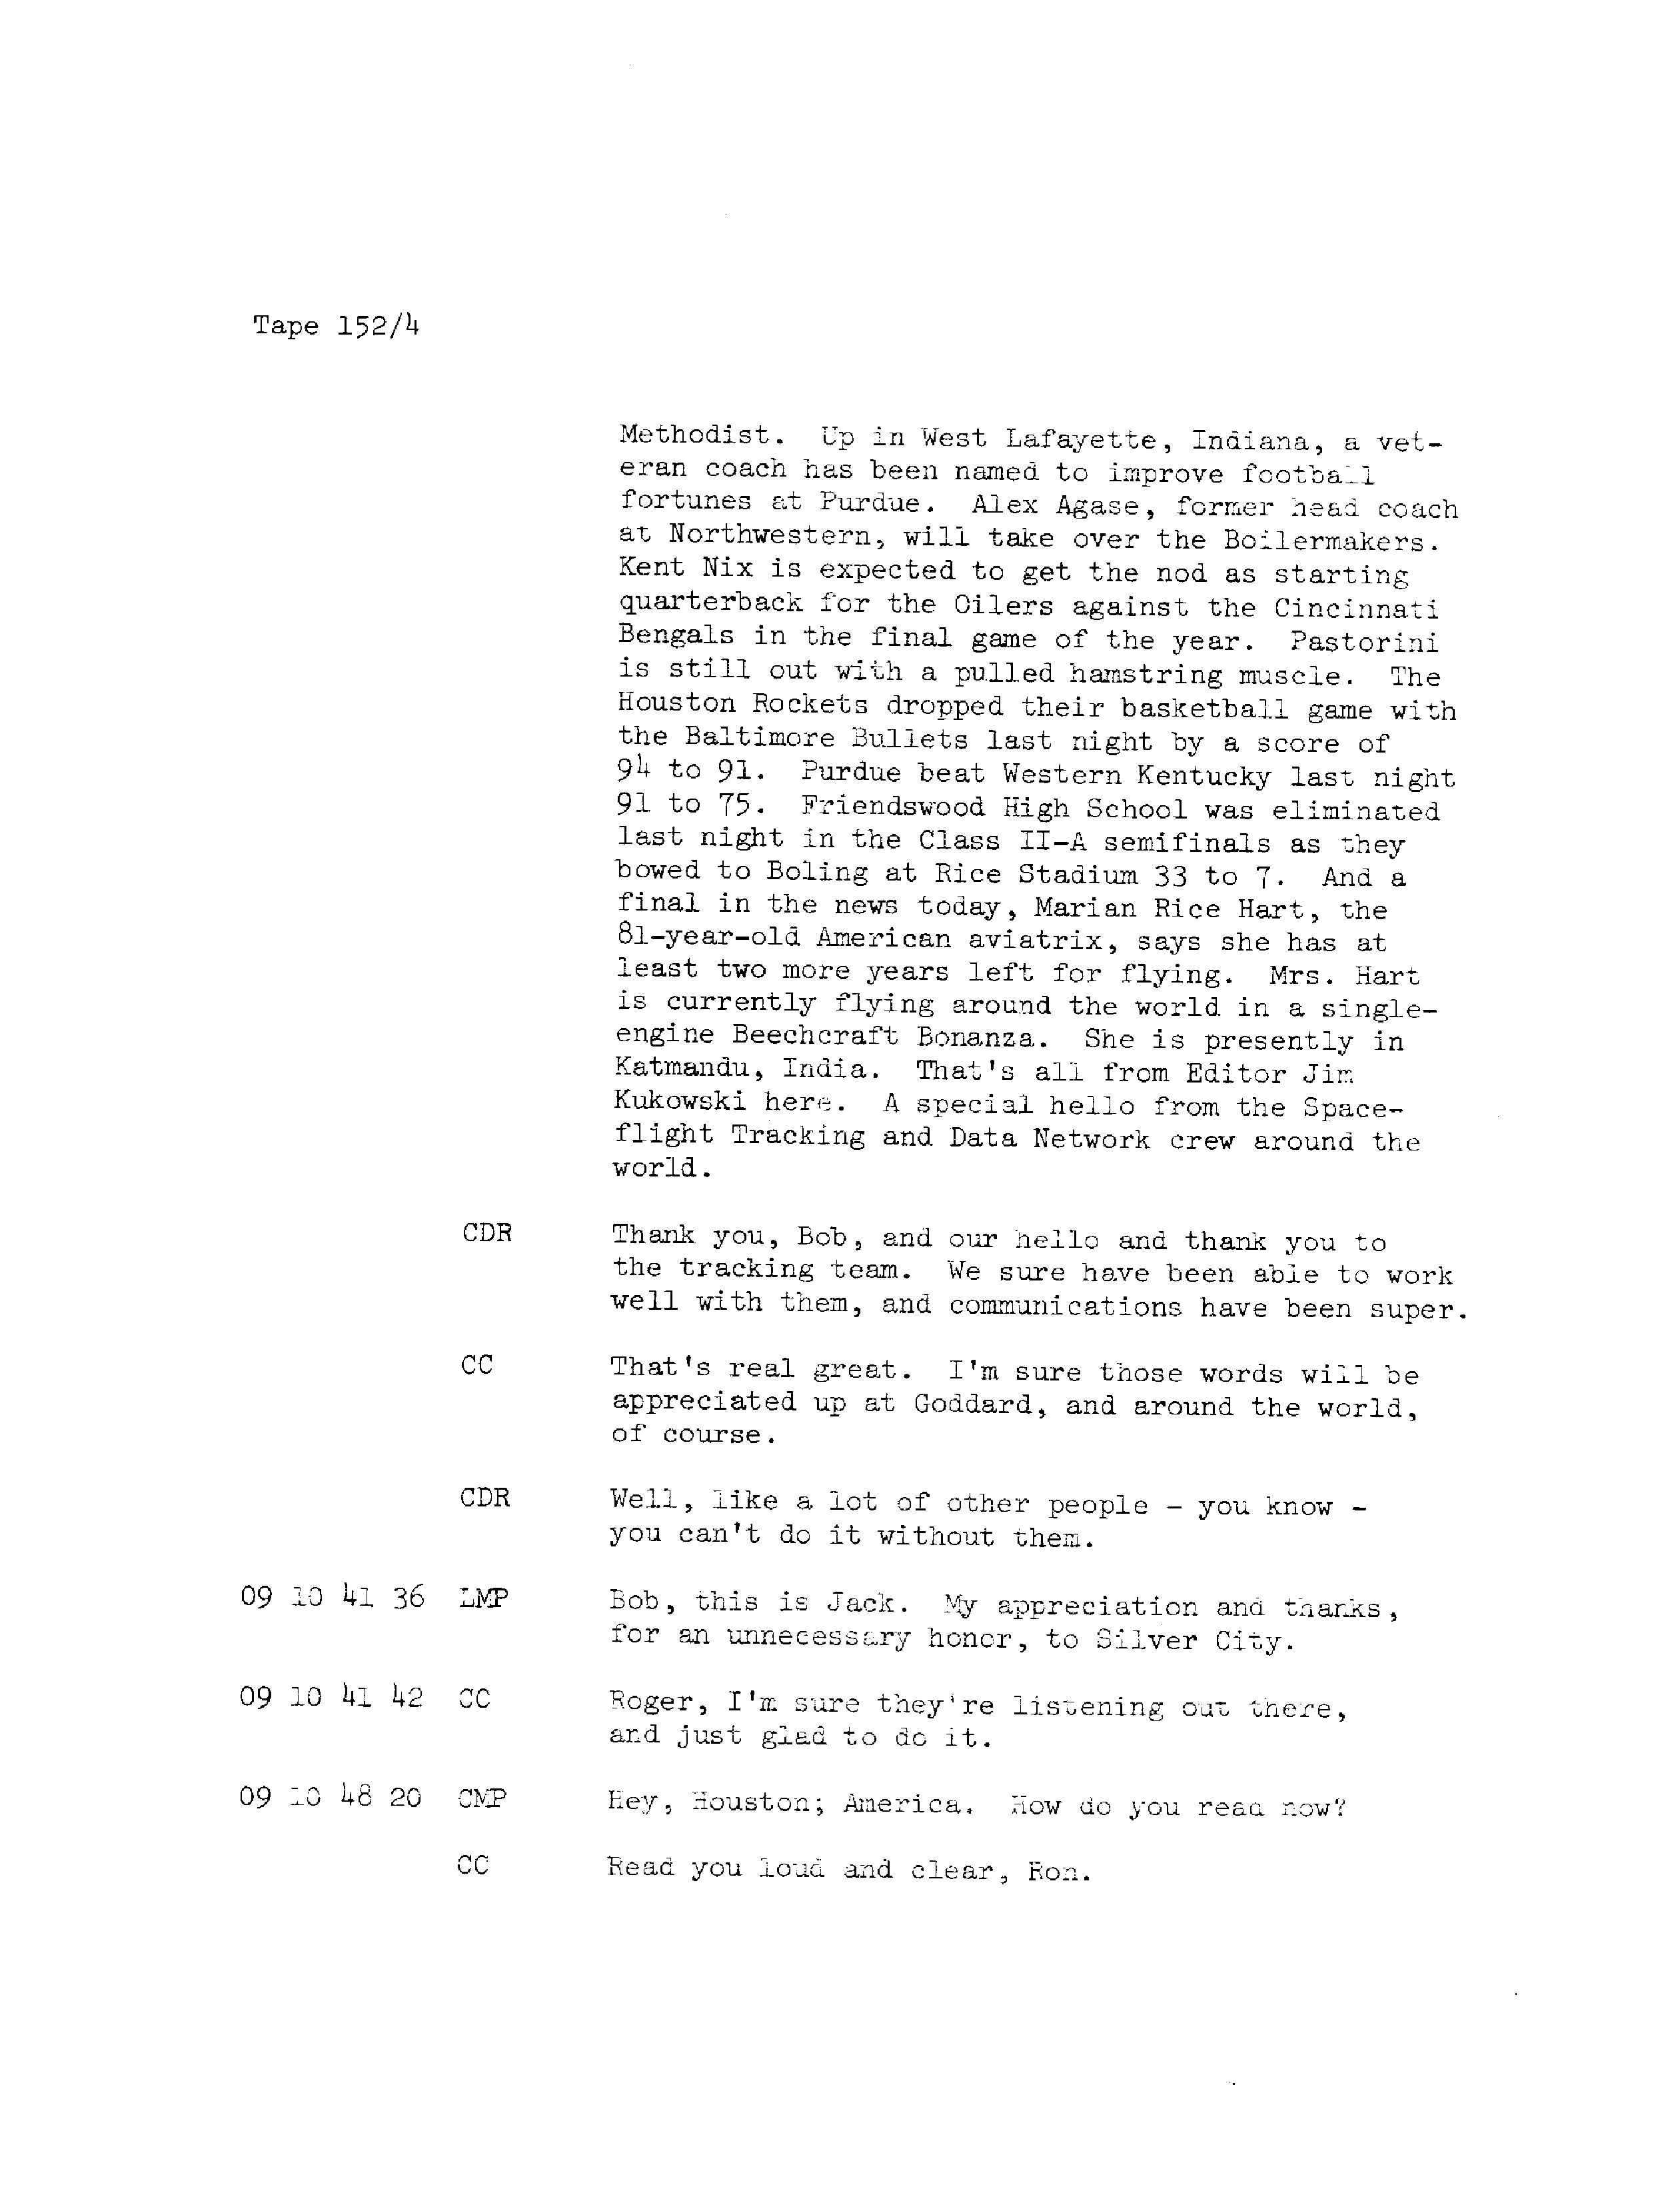 Tape 152/4
Methodist. Up in West Lafayette, Indiana, a vet-
eran coach has been named to improve football
fortunes at Purdue. Alex Agase, former head coach
at Northwestern, will take over the Boilermakers.
Kent Nix is expected to get the nod as starting
quarterback for the Oilers against the Cincinnati
Bengals in the final game of the year. Pastorini
is still out with a pulled hamstring muscle. The
Houston Rockets dropped their basketball game with
the Baltimore Bullets last night by a score of
94 to 91. Purdue beat Western Kentucky last night
91 to 75. Friendswood High School was eliminated
last night in the Class II-A semifinals as they
bowed to Boling at Rice Stadium 33 to 7. And a
final in the news today, Marian Rice Hart, the
81-year-old American aviatrix, says she has at
least two more years left for flying. Mrs. Hart
is currently flying around the world in a single-
engine Beechcraft Bonanza. She is presently in
Katmandu, India. That's all from Editor Jim
Kukowski here. A special hello from the Space-
flight Tracking and Data Network crew around the
world.
CDR Thank you, Bob, and our hello and thank you to
the tracking team. We sure have been able to work
well with them, and communications have been super.
CC That's real great. I'm sure those words will be
appreciated up at Goddard, and around the world,
of course.
CDR Well, like a lot of other people - you know -
you can't do it without them.
09 10 41 36 LMP Bob, this is Jack. My appreciation and thanks,
for an unnecessary honor, to Silver City.
09 10 41 42 CC Roger, I'm sure they're listening out there,
and just glad to do it.
09 10 48 20 CMP Hey, Houston; America. How do you read now?
CC Read you loud and clear, Ron.